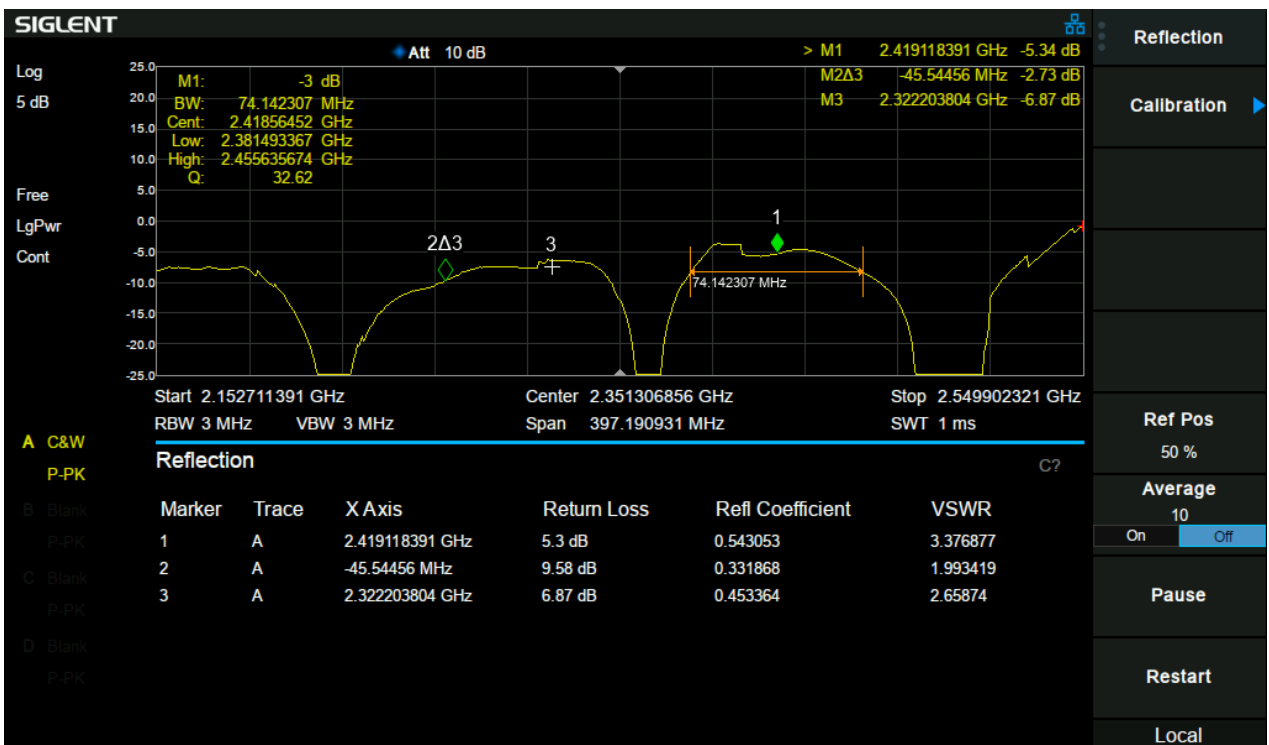 SIGLENT
Att 10 dB
> M1 2.419118391 GHz -5.34 dB
M2Δ3 -45.54456 MHz -2.73 dB
M3 2.322203804 GHz -6.87 dB
Log
5 dB
Free
LgPwr
Cont
M1: -3 dB
BW: 74.142307 MHz
Cent: 2.41856452 GHz
Low: 2.381493367 GHz
High: 2.455635674 GHz
Q: 32.62
25.0
20.0
15.0
10.0
5.0
0.0
-5.0
-10.0
-15.0
-20.0
-25.0
2Δ3
3
1
74.142307 MHz
Start 2.152711391 GHz Center 2.351306856 GHz Stop 2.549902321 GHz
RBW 3 MHz VBW 3 MHz Span 397.190931 MHz SWT 1 ms
A C&W
P-PK
B Blank
P-PK
C Blank
P-PK
D Blank
P-PK
Reflection C?
Marker Trace X Axis Return Loss Refl Coefficient VSWR
1 A 2.419118391 GHz 5.3 dB 0.543053 3.376877
2 A -45.54456 MHz 9.58 dB 0.331868 1.993419
3 A 2.322203804 GHz 6.87 dB 0.453364 2.65874
Reflection
Calibration
Ref Pos
50 %
Average
10
On Off
Pause
Restart
Local